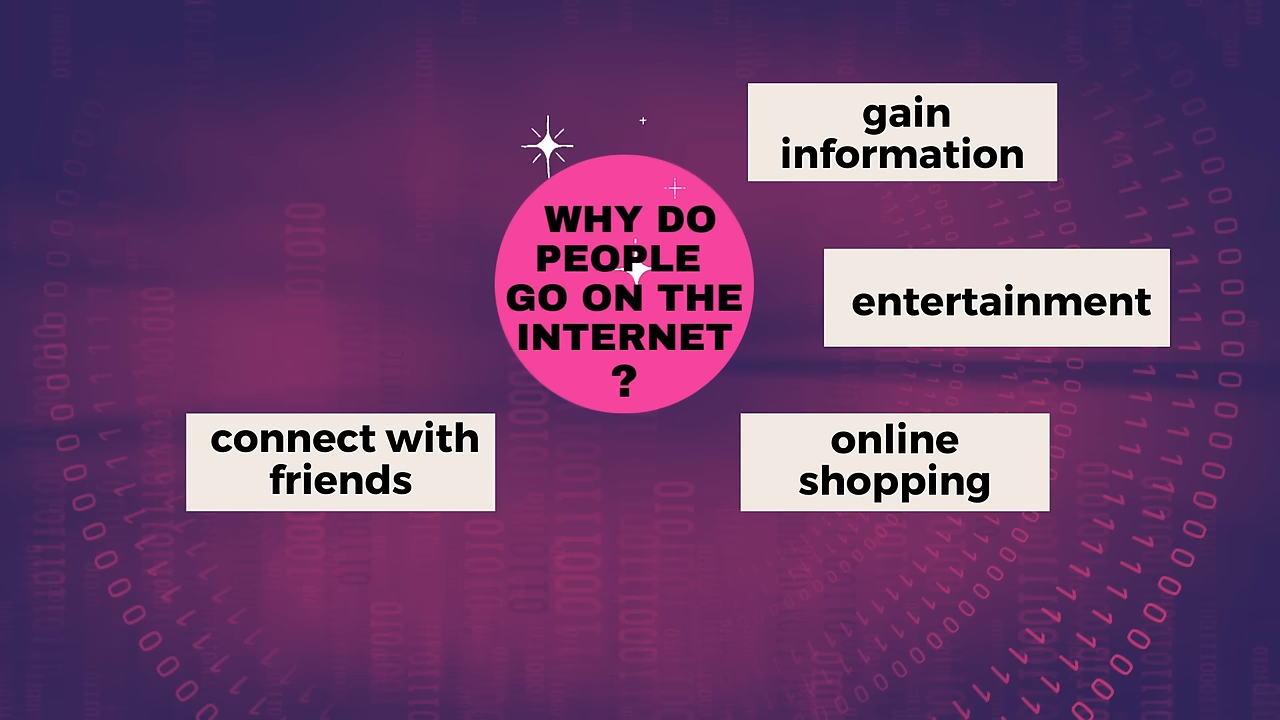 WHY DO
PEOPLE
GO ON THE
INTERNET
?
gain
information
entertainment
online
shopping
connect with
friends